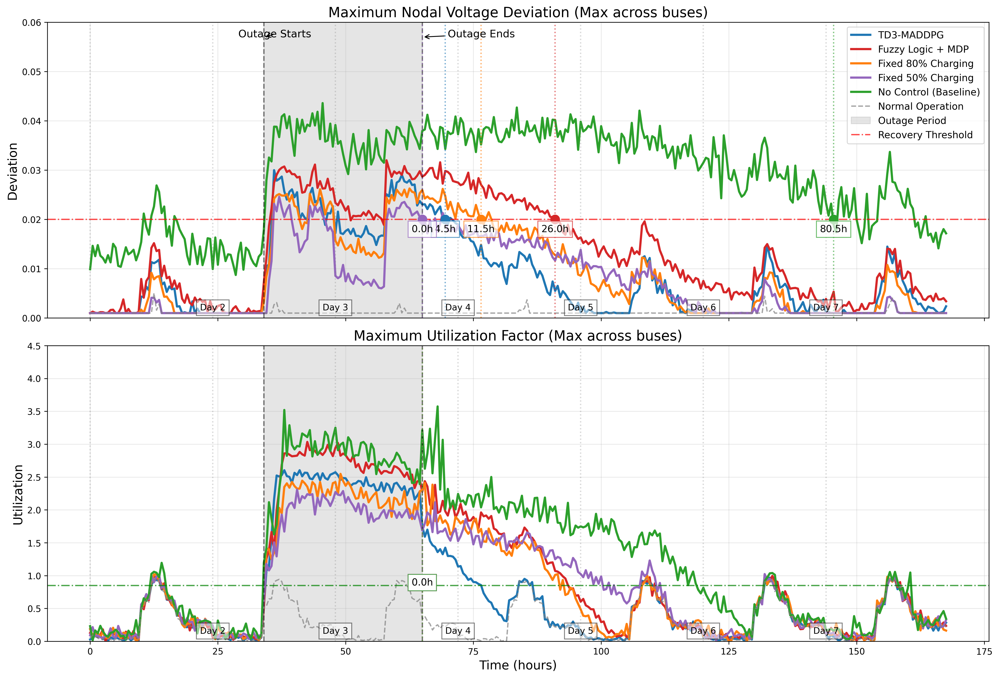 Maximum Nodal Voltage Deviation (Max across buses)
0.06
0.05
0.04
0.03
0.02
0.01
0.00
Deviation
Outage Starts
Outage Ends
TD3-MADDPG
Fuzzy Logic + MDP
Fixed 80% Charging
Fixed 50% Charging
No Control (Baseline)
Normal Operation
Outage Period
Recovery Threshold
0.0h
4.5h
11.5h
26.0h
80.5h
Day 2
Day 3
Day 4
Day 5
Day 6
Day 7
Maximum Utilization Factor (Max across buses)
4.5
4.0
3.5
3.0
2.5
2.0
1.5
1.0
0.5
0.0
Utilization
0.0h
Day 2
Day 3
Day 4
Day 5
Day 6
Day 7
0
25
50
75
100
125
150
175
Time (hours)